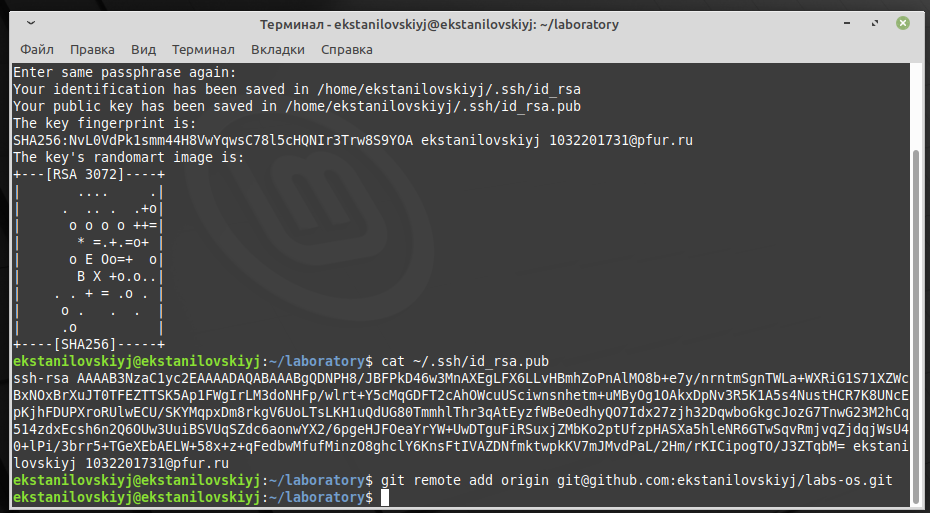 Терминал - ekstanilovskiyj@ekstanilovskiyj: ~/laboratory
Файл Правка Вид Терминал Вкладки Справка
Enter same passphrase again:
Your identification has been saved in /home/ekstanilovskiyj/.ssh/id_rsa
Your public key has been saved in /home/ekstanilovskiyj/.ssh/id_rsa.pub
The key fingerprint is:
SHA256:NvL0VdPk1smm44H8VwYqwsC78l5cHQNIr3Trw8S9YOA ekstanilovskiyj 1032201731@pfur.ru
The key's randomart image is:
+---[RSA 3072]----+
|       ....     .|
|     .  .. .  .+o|
|      o o o o ++=|
|       * =.+.=o+ |
|      o E Oo=+  o|
|       B X +o.o..|
|    . . + = .o . |
|     o .   .  .  |
|     .o          |
+----[SHA256]-----+
ekstanilovskiyj@ekstanilovskiyj:~/laboratory$ cat ~/.ssh/id_rsa.pub
ssh-rsa AAAAB3NzaC1yc2EAAAADAQABAAABgQDNPH8/JBFPkD46w3MnAXEgLFX6LLvHBmhZoPnAlMO8b+e7y/nrntmSgnTWLa+WXRiG1S71XZWc
BxNOxBrXuJT0TFEZTTSK5Ap1FWgIrLM3doNHFp/wlrt+Y5cMqGDFT2cAhOWcuUSciwnsnhetm+uMByOg1OAkxDpNv3R5K1A5s4NustHCR7K8UNcE
pKjhFDUPXroRUlwECU/SKYMqpxDm8rkgV6UoLTsLKH1uQdUG80TmmhlThr3qAtEyzfWBeOedhyQO7Idx27zjh32DqwboGkgcJozG7TnwG23M2hCq
514zdxEcsh6n2Q6OUw3UuiBSVUqSZdc6aonwYX2/6pgeHJFOeaYrYW+UwDTguFiRSuxjZMbKo2ptUfzpHASXa5hleNR6GTwSqvRmjvqZjdqjWsU4
0+lPi/3brr5+TGeXEbAELW+58x+z+qFedbwMfufMinzO8ghclY6KnsFtIVAZDNfmktwpkKV7mJMvdPaL/2Hm/rKICipogTO/J3ZTqbM= ekstani
lovskiyj 1032201731@pfur.ru
ekstanilovskiyj@ekstanilovskiyj:~/laboratory$ git remote add origin git@github.com:ekstanilovskiyj/labs-os.git
ekstanilovskiyj@ekstanilovskiyj:~/laboratory$